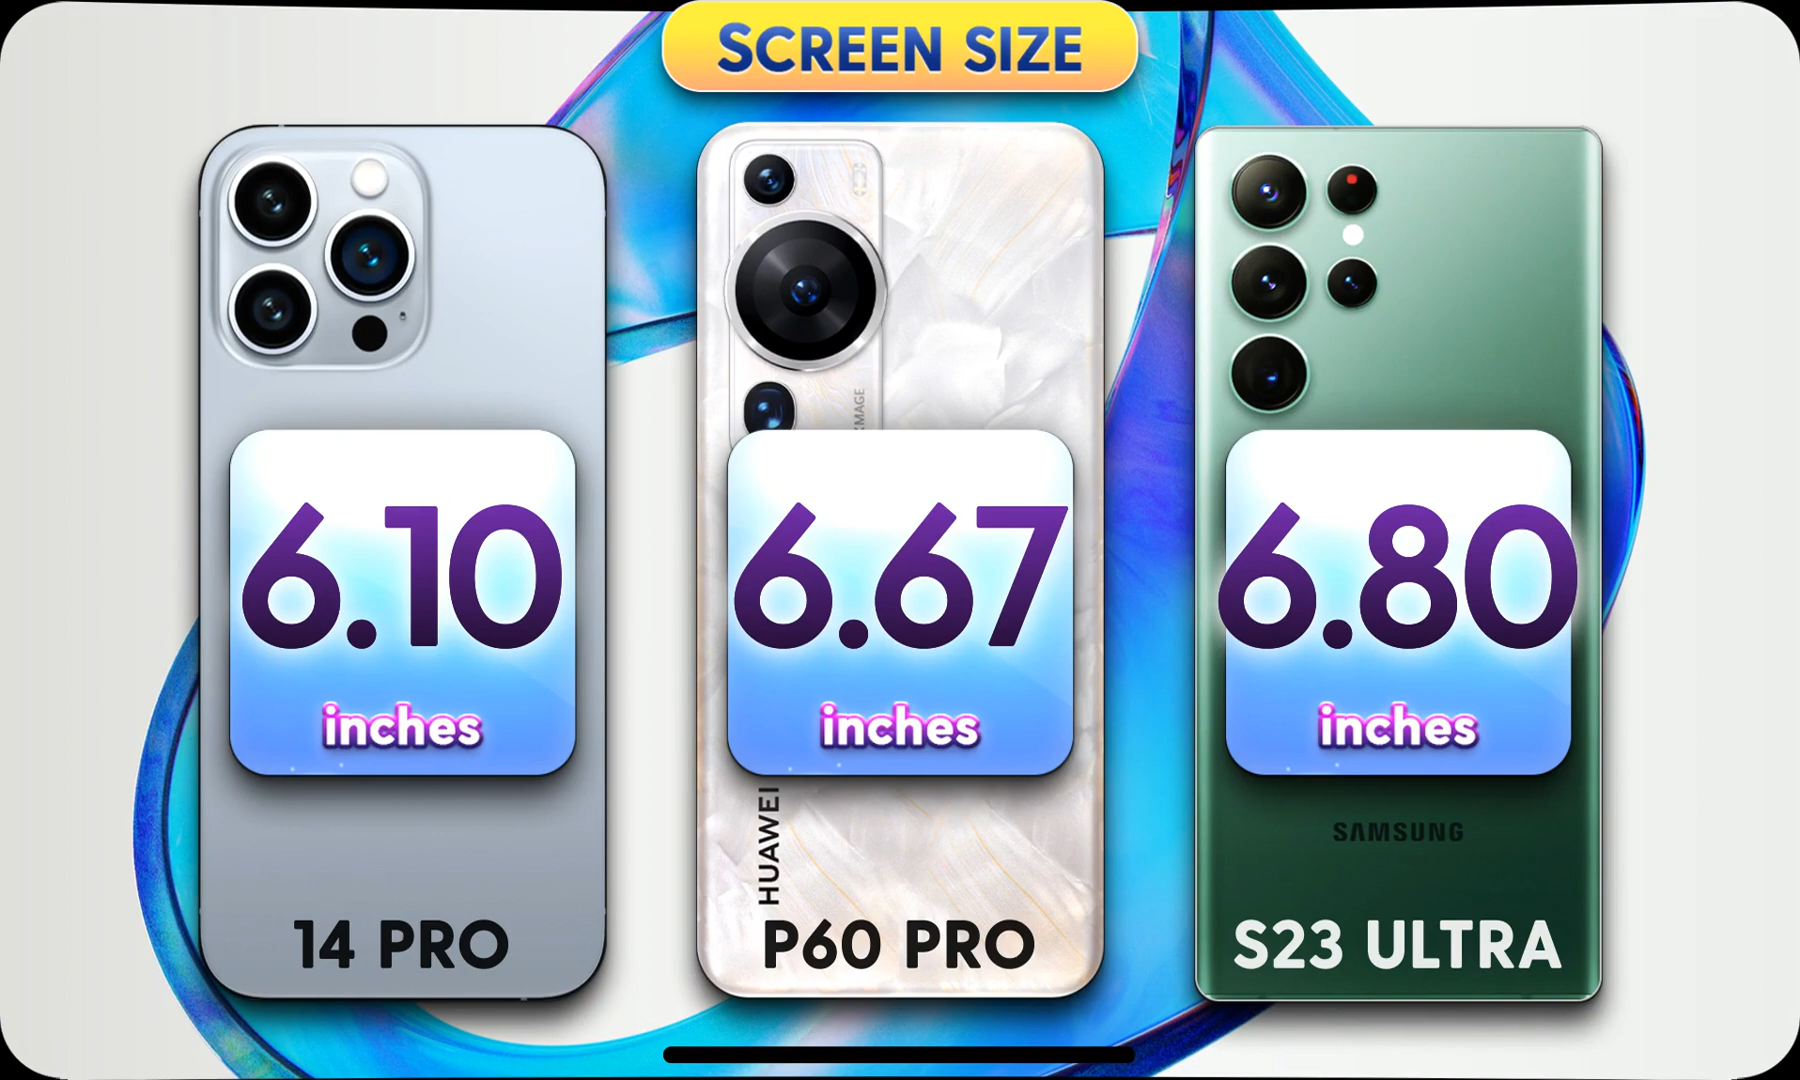 SCREEN SIZE
6.10
inches
14 PRO
6.67
inches
HUAWEI
P60 PRO
6.80
inches
SAMSUNG
S23 ULTRA